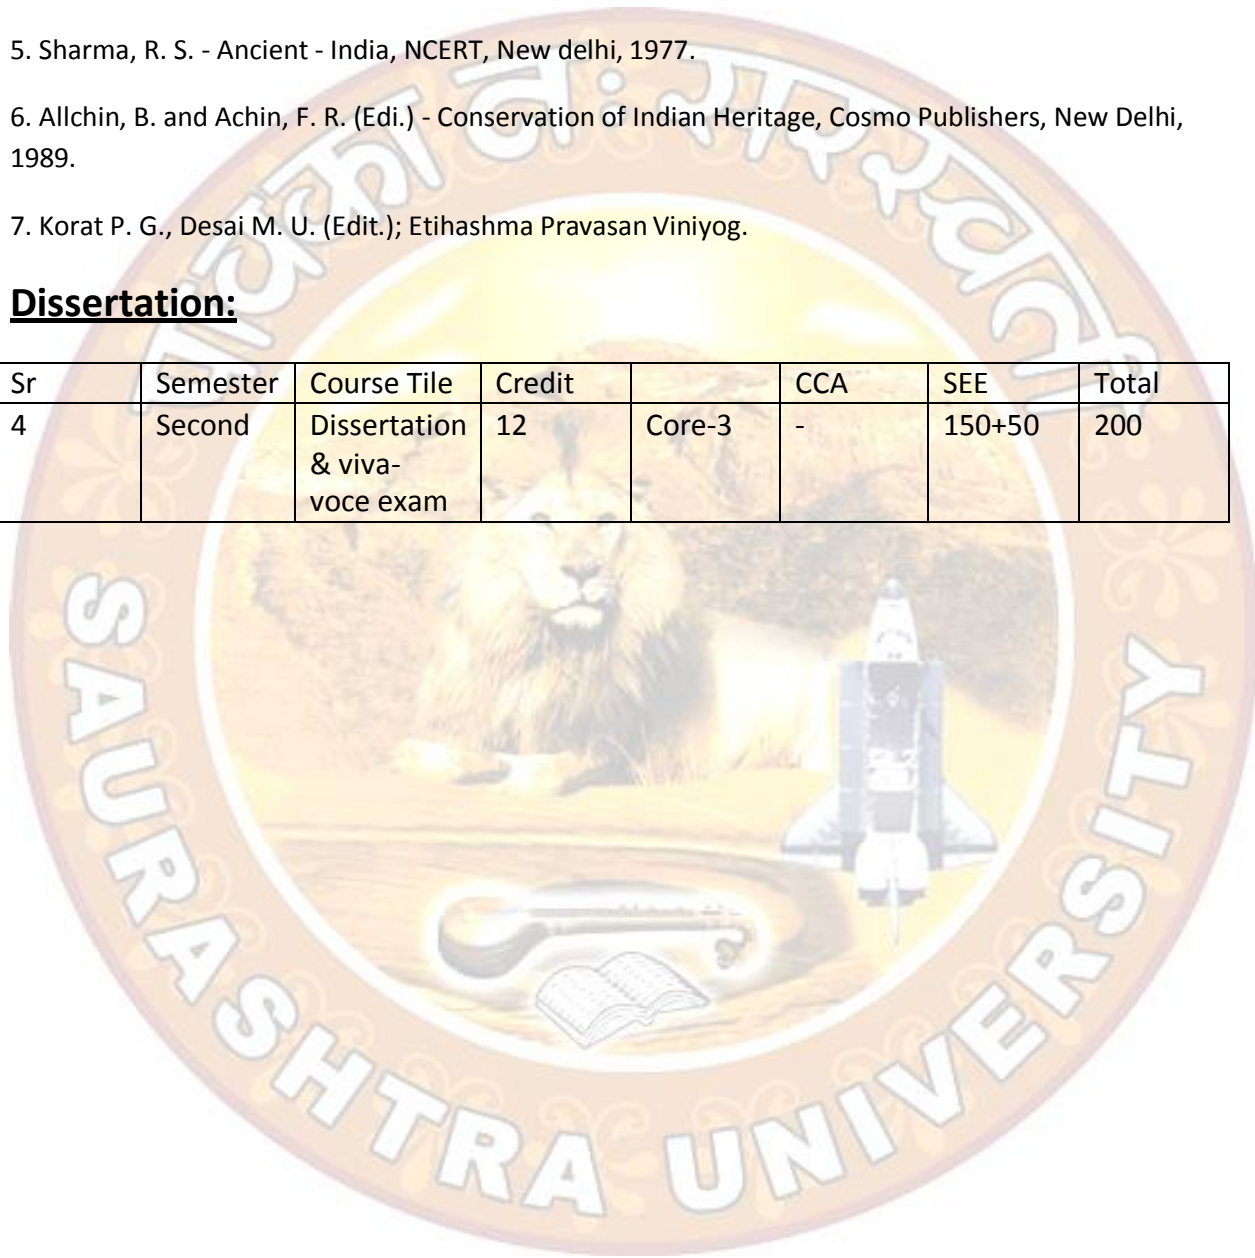 5. Sharma, R. S. - Ancient - India, NCERT, New delhi, 1977.
6. Allchin, B. and Achin, F. R. (Edi.) - Conservation of Indian Heritage, Cosmo Publishers, New Delhi,
1989.
7. Korat P. G., Desai M. U. (Edit.); Etihashma Pravasan Viniyog.
Dissertation:
Sr Semester Course Tile Credit CCA SEE Total
4 Second Dissertation 12 Core-3 - 150+50 200
& viva-
voce exam
SAURASHTRA UNIVERSITY